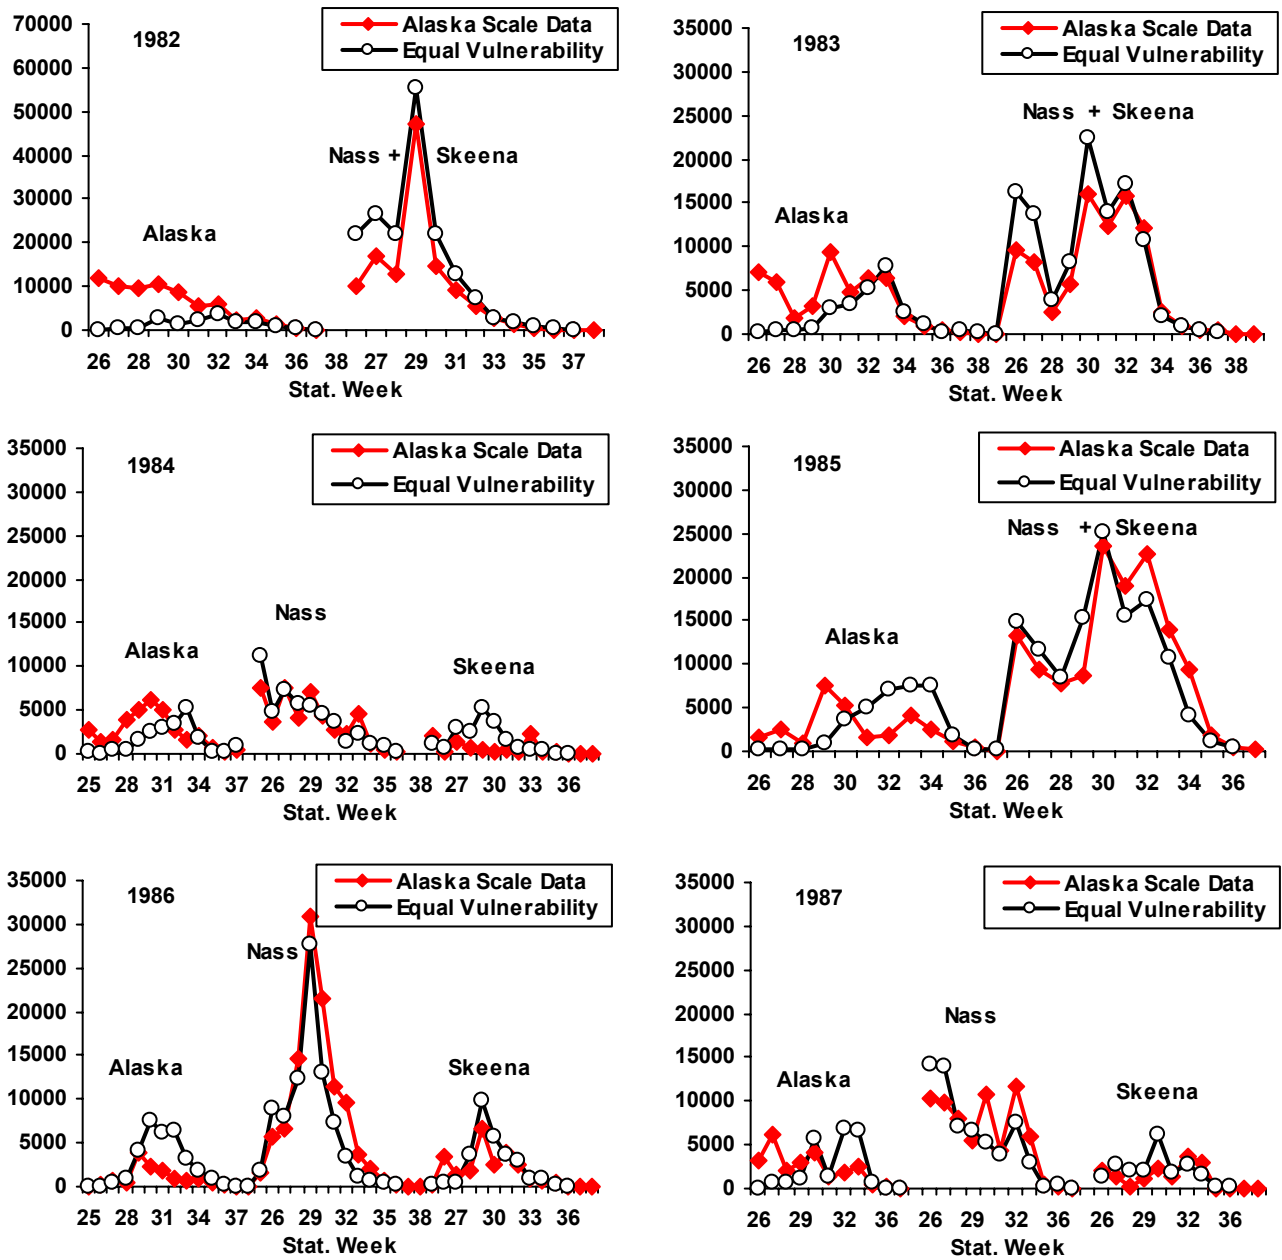 70000
60000
50000
40000
30000
20000
10000
0
1982
Alaska Scale Data
Equal Vulnerability
Nass + Skeena
Alaska
26 28 30 32 34 36 38 27 29 31 33 35 37
Stat. Week
35000
30000
25000
20000
15000
10000
5000
0
1983
Alaska Scale Data
Equal Vulnerability
Nass + Skeena
Alaska
26 28 30 32 34 36 38 26 28 30 32 34 36 38
Stat. Week
35000
30000
25000
20000
15000
10000
5000
0
1984
Alaska Scale Data
Equal Vulnerability
Nass
Alaska
Skeena
25 28 31 34 37 26 29 32 35 38 27 30 33 36
Stat. Week
35000
30000
25000
20000
15000
10000
5000
0
1985
Alaska Scale Data
Equal Vulnerability
Nass + Skeena
Alaska
26 28 30 32 34 36 26 28 30 32 34 36
Stat. Week
35000
30000
25000
20000
15000
10000
5000
0
1986
Alaska Scale Data
Equal Vulnerability
Nass
Alaska
Skeena
25 28 31 34 37 26 29 32 35 38 27 30 33 36
Stat. Week
35000
30000
25000
20000
15000
10000
5000
0
1987
Alaska Scale Data
Equal Vulnerability
Nass
Alaska
Skeena
26 29 32 36 26 29 32 36 26 29 32 36
Stat. Week